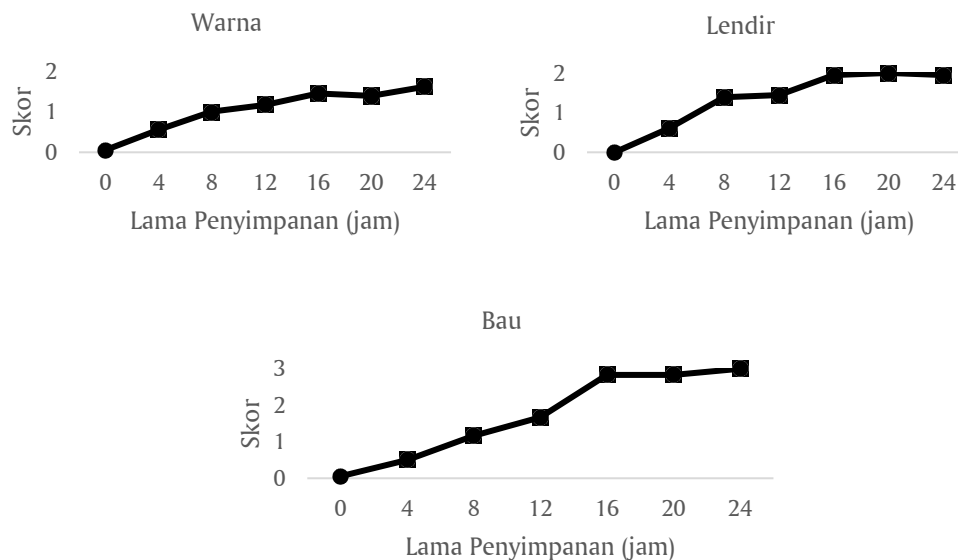 Warna
2
1
0
Skor
0 4 8 12 16 20 24
Lama Penyimpanan (jam)
Lendir
2
1
0
Skor
0 4 8 12 16 20 24
Lama Penyimpanan (jam)
Bau
3
2
1
0
Skor
0 4 8 12 16 20 24
Lama Penyimpanan (jam)